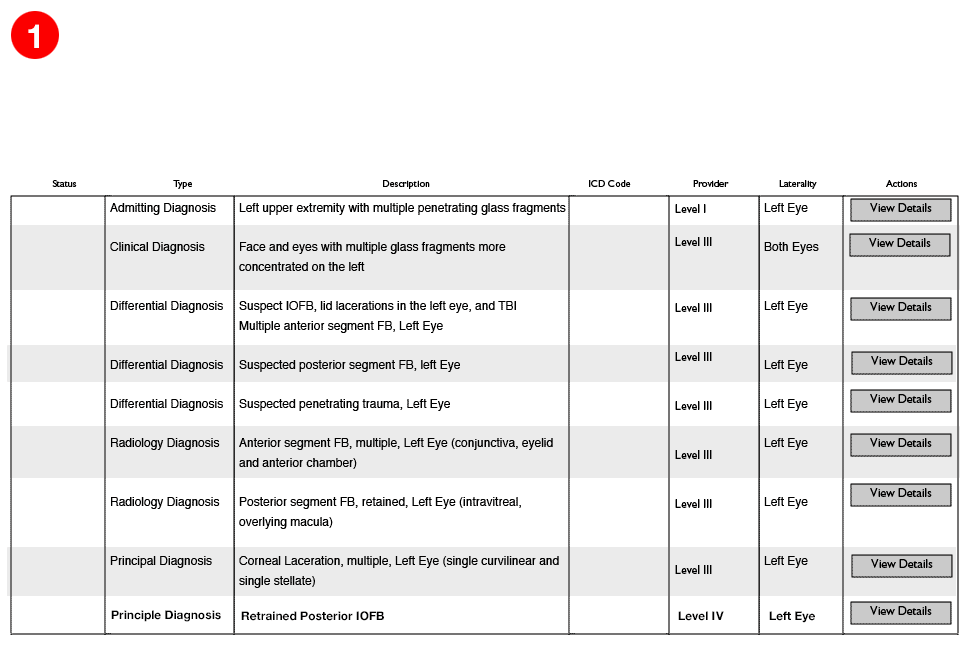 1
Status Type Description ICD Code Provider Laterality Actions
Admitting Diagnosis Left upper extremity with multiple penetrating glass fragments Level I Left Eye View Details
Clinical Diagnosis Face and eyes with multiple glass fragments more Level III Both Eyes View Details
concentrated on the left
Differential Diagnosis Suspect IOFB, lid lacerations in the left eye, and TBI Level III Left Eye View Details
Multiple anterior segment FB, Left Eye
Differential Diagnosis Suspected posterior segment FB, left Eye Level III Left Eye View Details
Differential Diagnosis Suspected penetrating trauma, Left Eye Level III Left Eye View Details
Radiology Diagnosis Anterior segment FB, multiple, Left Eye (conjunctiva, eyelid Level III Left Eye View Details
and anterior chamber)
Radiology Diagnosis Posterior segment FB, retained, Left Eye (intravitreal, Level III Left Eye View Details
overlying macula)
Principal Diagnosis Corneal Laceration, multiple, Left Eye (single curvilinear and Level III Left Eye View Details
single stellate)
Principle Diagnosis Retrained Posterior IOFB Level IV Left Eye View Details